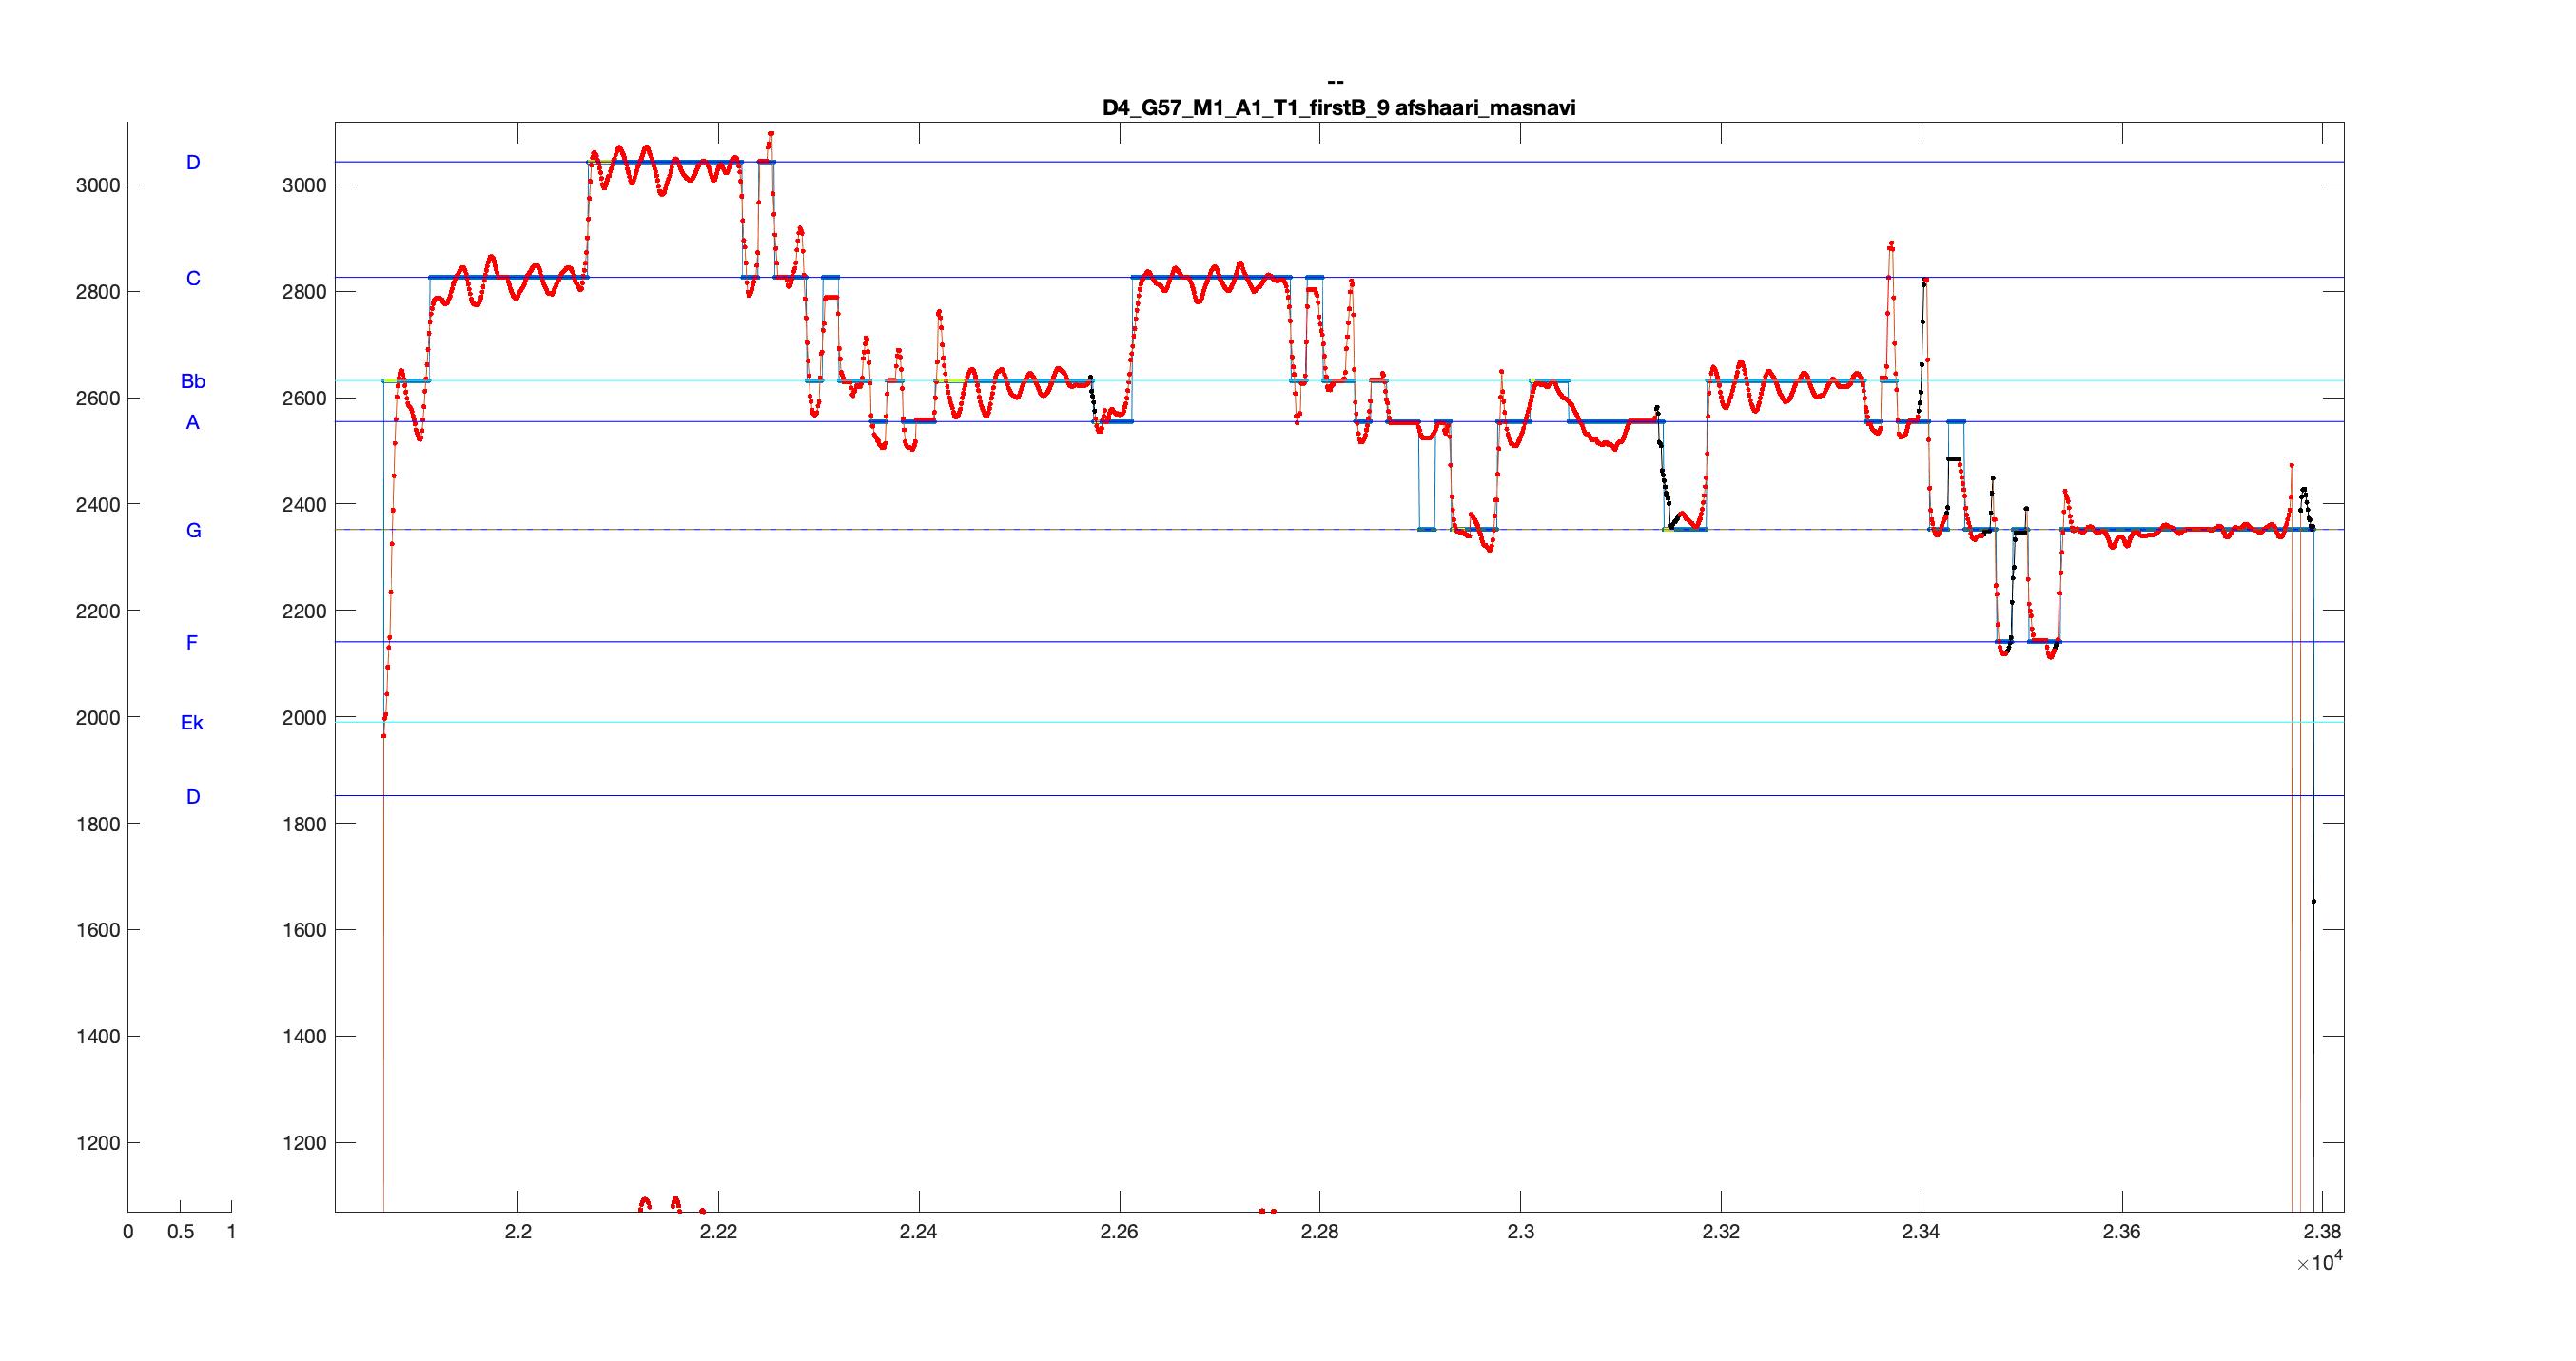 --
D4_G57_M1_A1_T1_firstB_9 afshaari_masnavi
D
3000 3000
C
2800 2800
Bb
2600 2600
A
2400 2400
G
2200 2200
F
2000 2000
Ek
D
1800 1800
1600 1600
1400 1400
1200 1200
0 0.5 1 2.2 2.22 2.24 2.26 2.28 2.3 2.32 2.34 2.36 2.38
×10^4